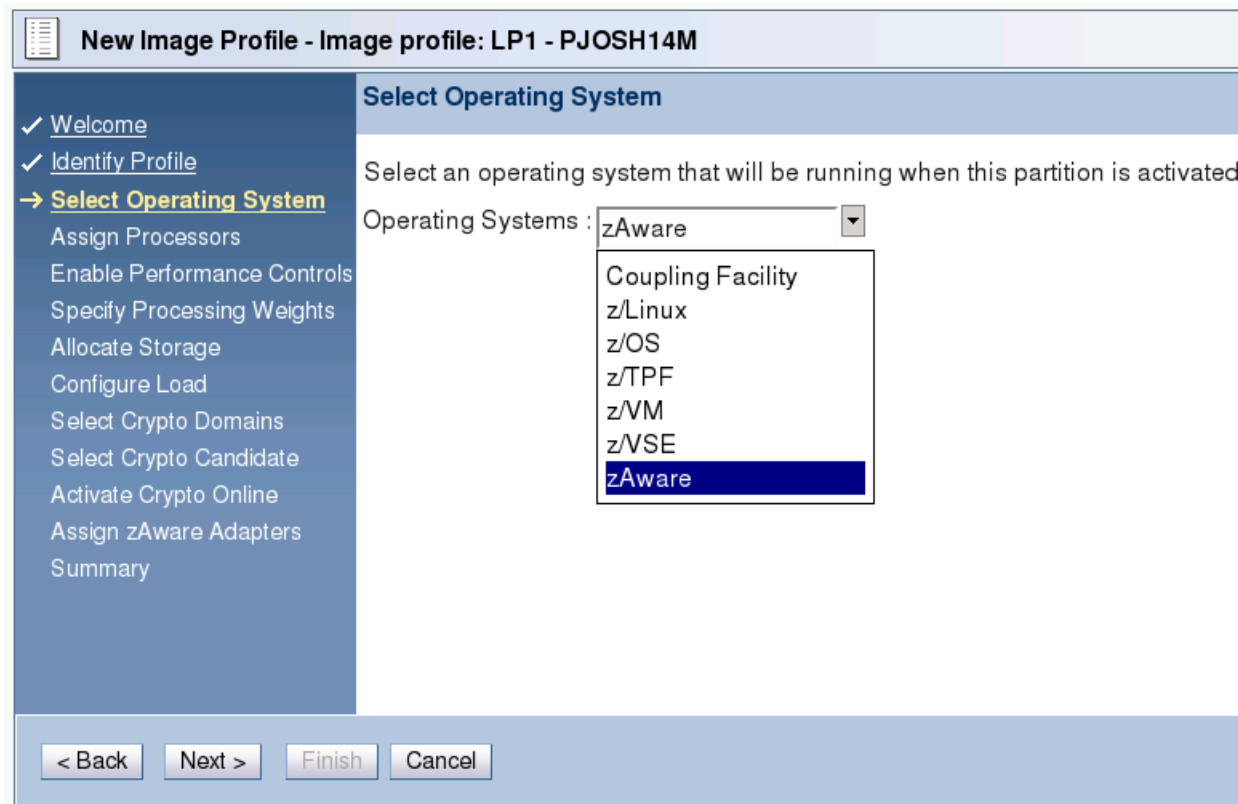 New Image Profile - Image profile: LP1 - PJOSH14M
Welcome
Identify Profile
Select Operating System
Assign Processors
Enable Performance Controls
Specify Processing Weights
Allocate Storage
Configure Load
Select Crypto Domains
Select Crypto Candidate
Activate Crypto Online
Assign zAware Adapters
Summary
Select Operating System
Select an operating system that will be running when this partition is activated
Operating Systems : zAware
Coupling Facility
z/Linux
z/OS
z/TPF
z/VM
z/VSE
zAware
< Back Next > Finish Cancel